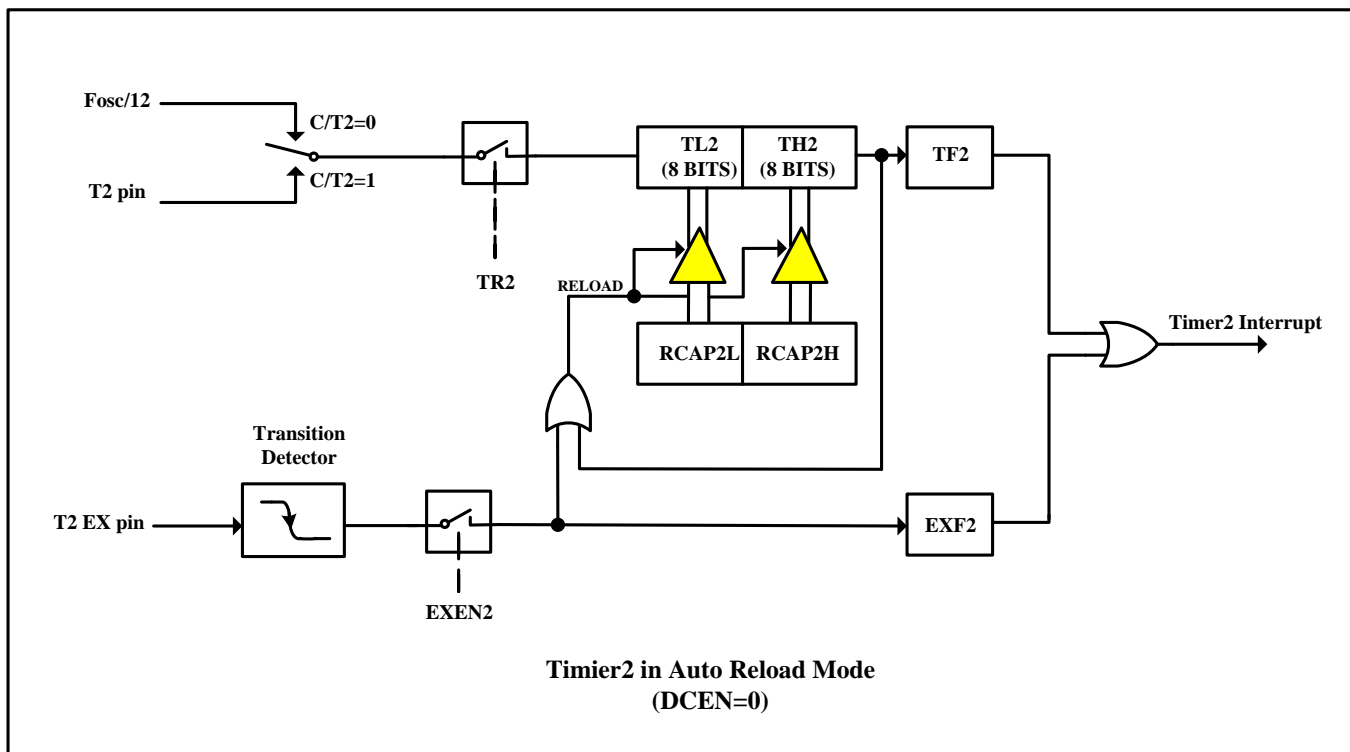 Fosc/12
C/T2=0
C/T2=1
T2 pin
TR2
TL2
(8 BITS)
TH2
(8 BITS)
TF2
RELOAD
RCAP2L
RCAP2H
Timer2 Interrupt
Transition
Detector
T2 EX pin
EXEN2
EXF2
Timier2 in Auto Reload Mode
(DCEN=0)